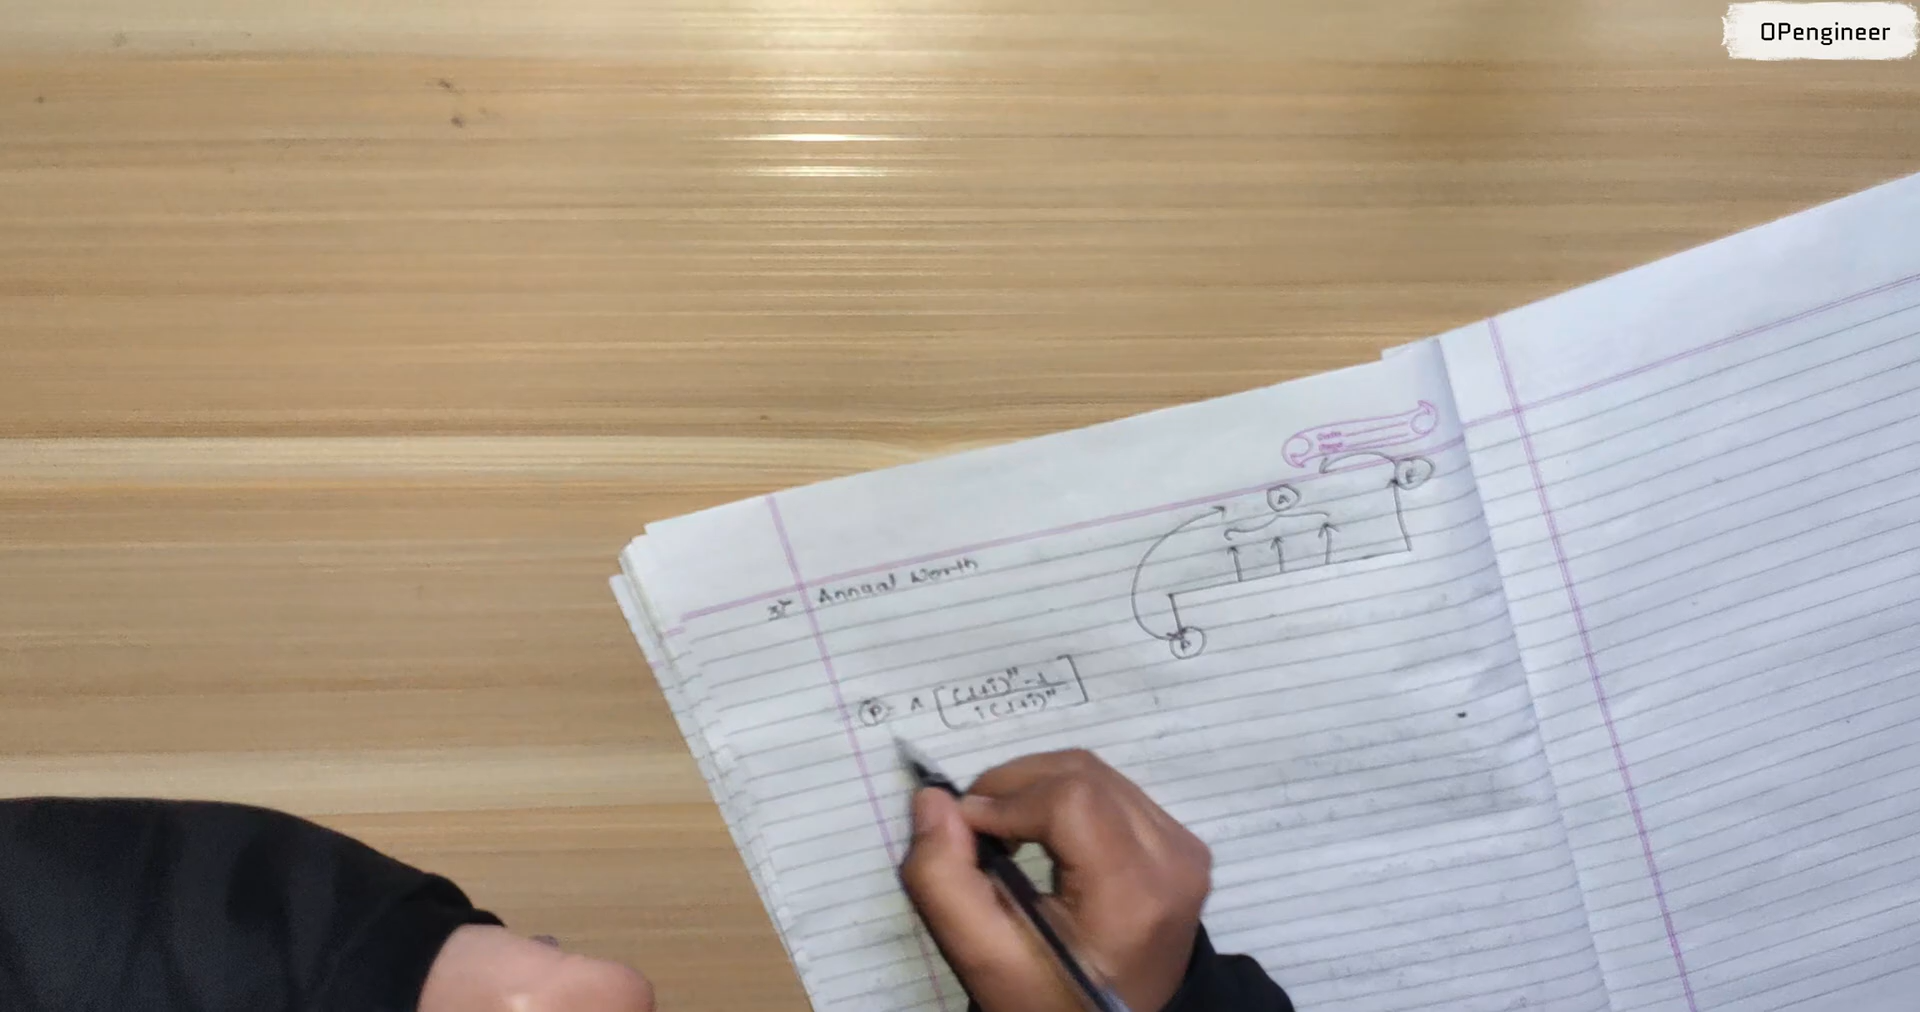 OPengineer
F
A
3) Annual Worth
P
(P) = A [ (1+i)^n - 1 / i(1+i)^n ]